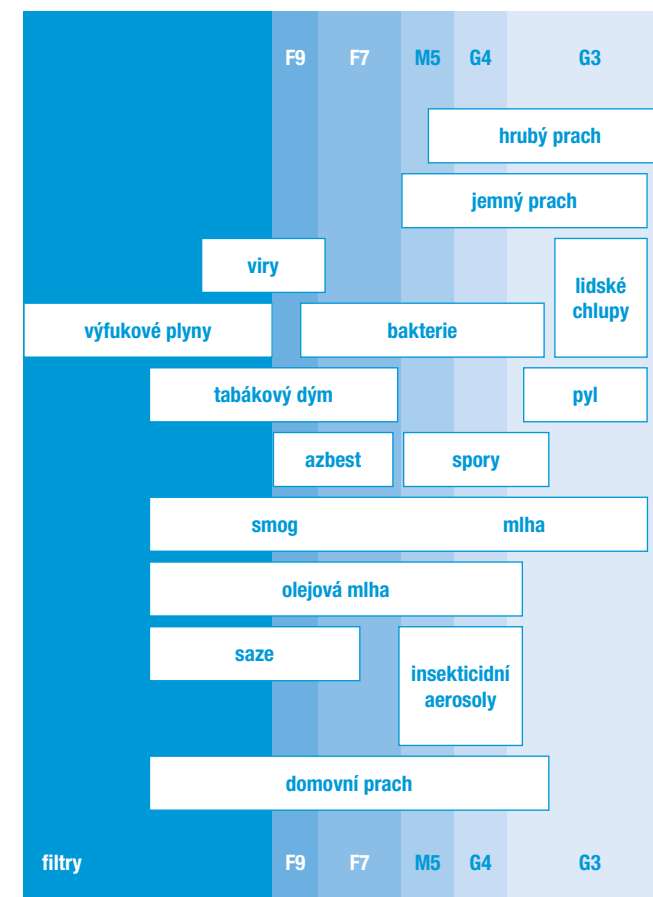 F9 F7 M5 G4 G3
hrubý prach
jemný prach
viry
lidské
chlupy
výfukové plyny
bakterie
tabákový dým
pyl
azbest
spory
smog
mlha
olejová mlha
saze
insekticidní
aerosoly
domovní prach
filtry F9 F7 M5 G4 G3